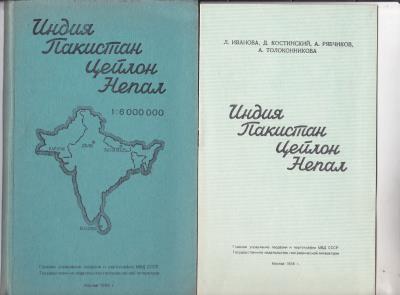 Индия
Пакистан
Цейлон
Непал
1:6 000 000
Главное управление геодезии и картографии МВД СССР
Государственное издательство географической литературы
Москва 1956 г.
Л. ИВАНОВА, Д. КОСТИНСКИЙ, А. РЯБЧИКОВ,
А. ТОЛОКОННИКОВА
Индия
Пакистан
Цейлон
Непал
Главное управление геодезии и картографии МВД СССР
Государственное издательство географической литературы
Москва 1956 г.